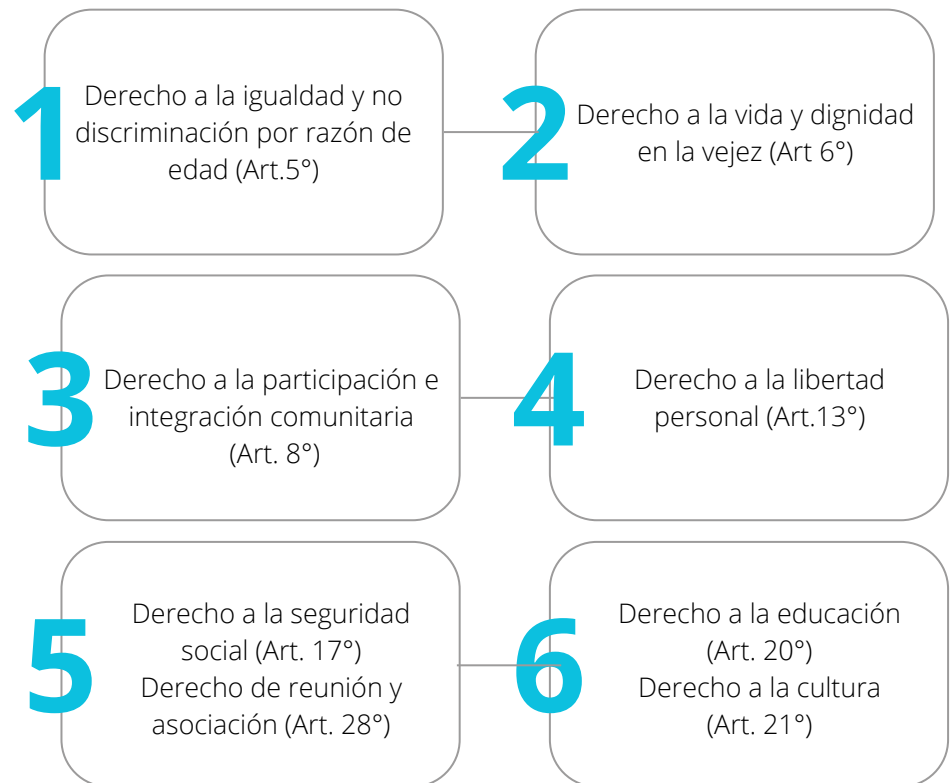 1
Derecho a la igualdad y no
discriminación por razón de
edad (Art.5°)
2
Derecho a la vida y dignidad
en la vejez (Art 6°)
3
Derecho a la participación e
integración comunitaria
(Art. 8°)
4
Derecho a la libertad
personal (Art.13°)
5
Derecho a la seguridad
social (Art. 17°)
Derecho de reunión y
asociación (Art. 28°)
6
Derecho a la educación
(Art. 20°)
Derecho a la cultura
(Art. 21°)